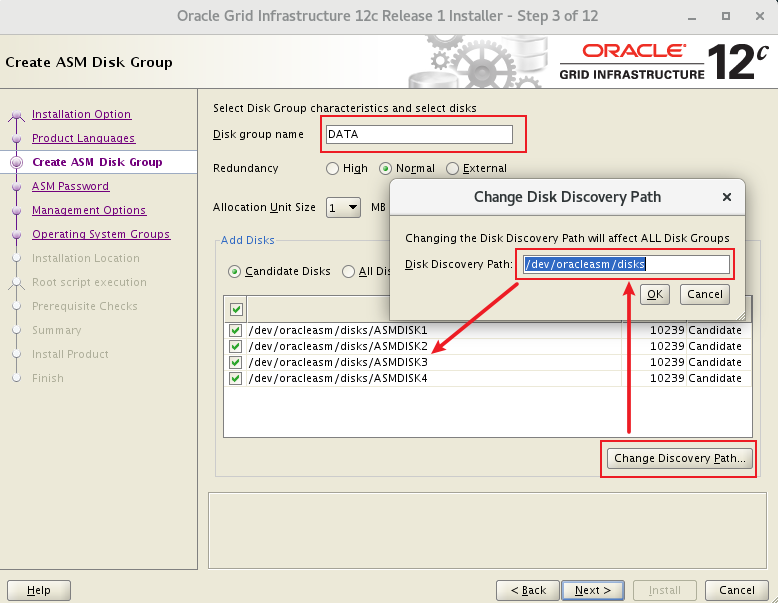 Oracle Grid Infrastructure 12c Release 1 Installer - Step 3 of 12
Create ASM Disk Group
ORACLE
GRID INFRASTRUCTURE 12c
Installation Option
Product Languages
Create ASM Disk Group
ASM Password
Management Options
Operating System Groups
Installation Location
Root script execution
Prerequisite Checks
Summary
Install Product
Finish
Select Disk Group characteristics and select disks
Disk group name DATA
Redundancy High Normal External
Allocation Unit Size 1 MB
Add Disks
Candidate Disks All
Change Disk Discovery Path
Changing the Disk Discovery Path will affect ALL Disk Groups
Disk Discovery Path: /dev/oracleasm/disks
OK Cancel
/dev/oracleasm/disks/ASMDISK1 10239 Candidate
/dev/oracleasm/disks/ASMDISK2 10239 Candidate
/dev/oracleasm/disks/ASMDISK3 10239 Candidate
/dev/oracleasm/disks/ASMDISK4 10239 Candidate
Change Discovery Path...
Help < Back Next > Install Cancel